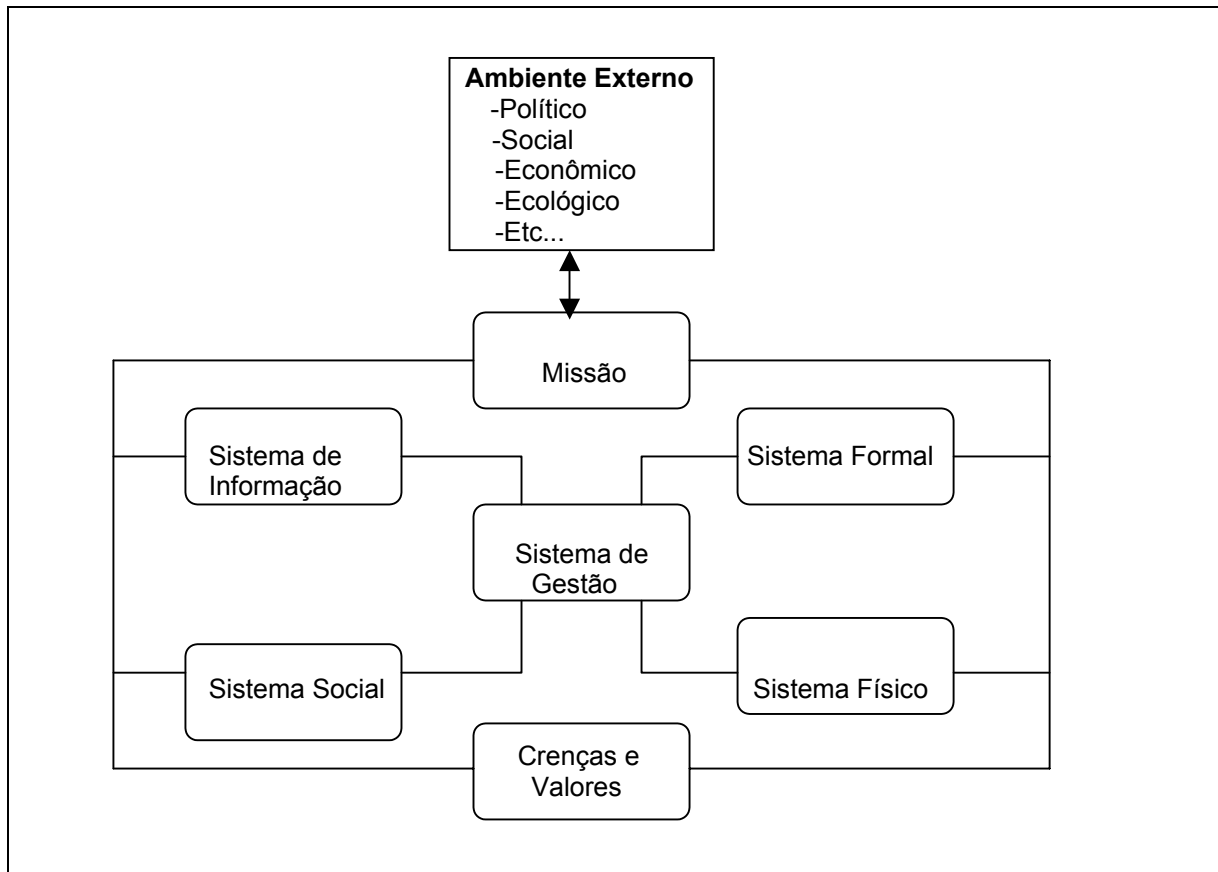 Ambiente Externo
-Político
-Social
-Econômico
-Ecológico
-Etc...
Missão
Sistema de
Informação
Sistema Formal
Sistema de
Gestão
Sistema Social
Sistema Físico
Crenças e
Valores